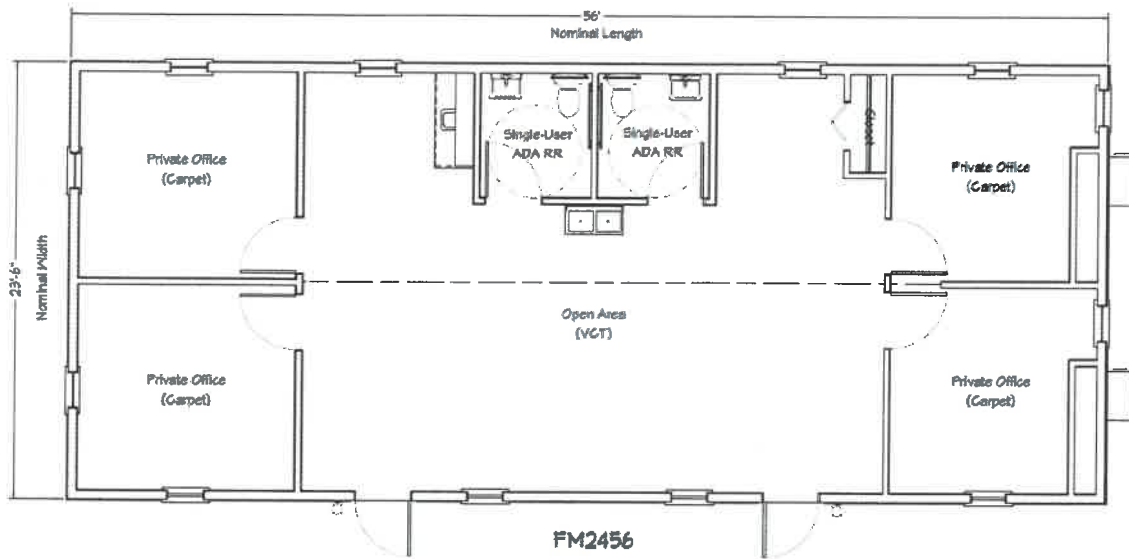 56'
Nominal Length
23'-6"
Nominal Width
Private Office
(Carpet)
Single-User
ADA RR
Single-User
ADA RR
Closet
Private Office
(Carpet)
Open Area
(VCT)
Private Office
(Carpet)
Private Office
(Carpet)
FM2456